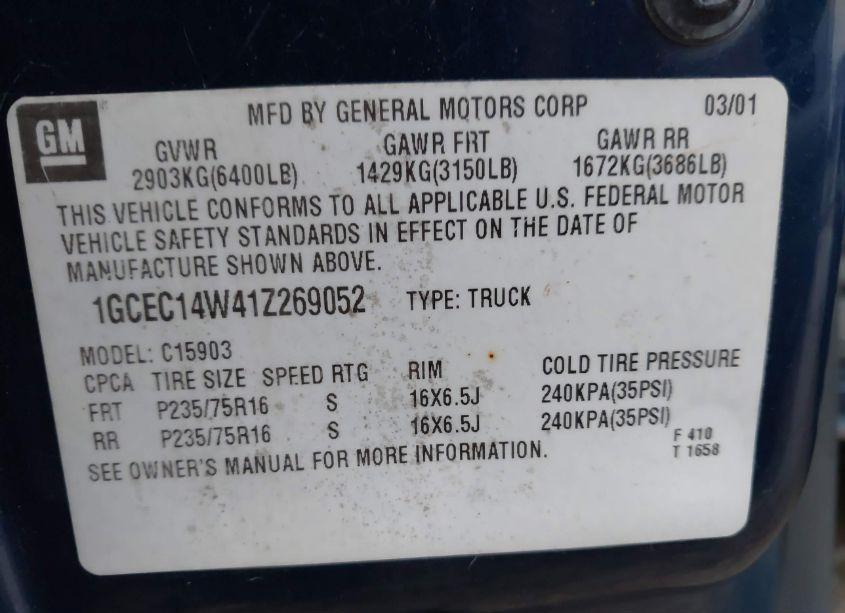 GM
MFD BY GENERAL MOTORS CORP 03/01
GVWR GAWR FRT GAWR RR
2903KG(6400LB) 1429KG(3150LB) 1672KG(3686LB)
THIS VEHICLE CONFORMS TO ALL APPLICABLE U.S. FEDERAL MOTOR
VEHICLE SAFETY STANDARDS IN EFFECT ON THE DATE OF
MANUFACTURE SHOWN ABOVE.
1GCEC14W41Z269052 TYPE: TRUCK
MODEL: C15903
CPCA TIRE SIZE SPEED RTG RIM COLD TIRE PRESSURE
FRT P235/75R16 S 16X6.5J 240KPA(35PSI)
RR P235/75R16 S 16X6.5J 240KPA(35PSI)
SEE OWNER'S MANUAL FOR MORE INFORMATION.
F 410
T 1658